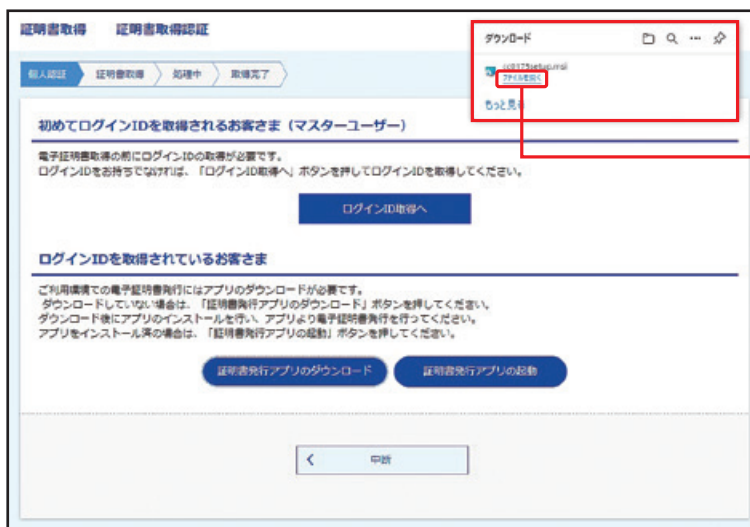 証明書取得 証明書取得認証
ダウンロード
cc0175setup.msi
ファイルを開く
もっと見る
個人認証 証明書取得 処理中 取得完了
初めてログインIDを取得されるお客さま（マスターユーザー）
電子証明書取得の前にログインIDの取得が必要です。
ログインIDをお持ちでなければ、「ログインID取得へ」ボタンを押してログインIDを取得してください。
ログインID取得へ
ログインIDを取得されているお客さま
ご利用環境での電子証明書発行にはアプリのダウンロードが必要です。
ダウンロードしていない場合は、「証明書発行アプリのダウンロード」ボタンを押してください。
ダウンロード後にアプリのインストールを行い、アプリより電子証明書発行を行ってください。
アプリをインストール済の場合は、「証明書発行アプリの起動」ボタンを押してください。
証明書発行アプリのダウンロード 証明書発行アプリの起動
中断